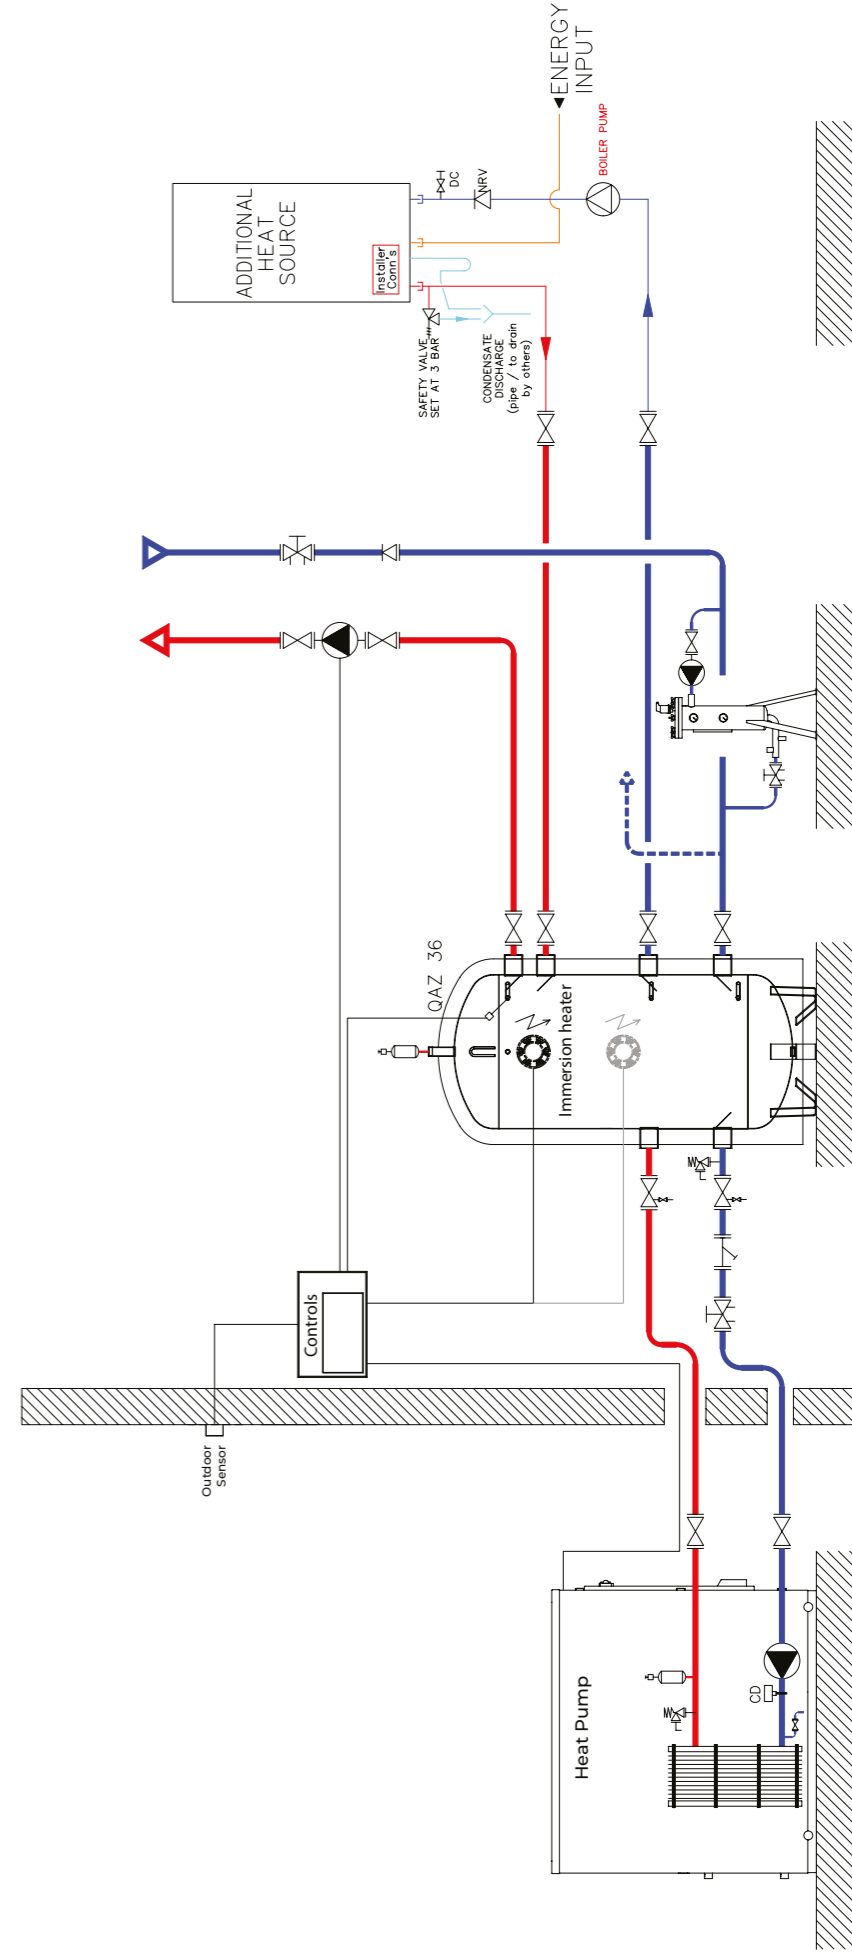 ENERGY
INPUT
BOILER PUMP
DC
NRV
ADDITIONAL
HEAT
SOURCE
Installer
Conn's
SAFETY VALVE
SET AT 3 BAR
CONDENSATE
DISCHARGE
(pipe / to drain
by others)
QAZ 36
Immersion heater
Controls
Outdoor
Sensor
Heat Pump
CD